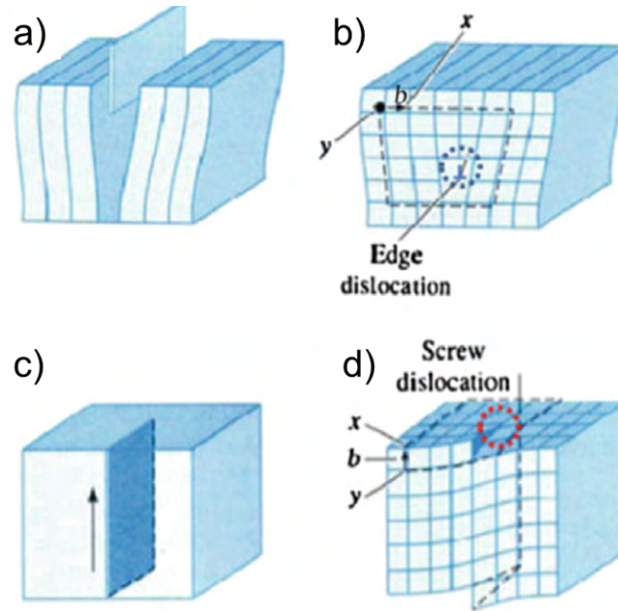 a)
b)
x
b
y
Edge
dislocation
c)
d)
Screw
dislocation
x
b
y